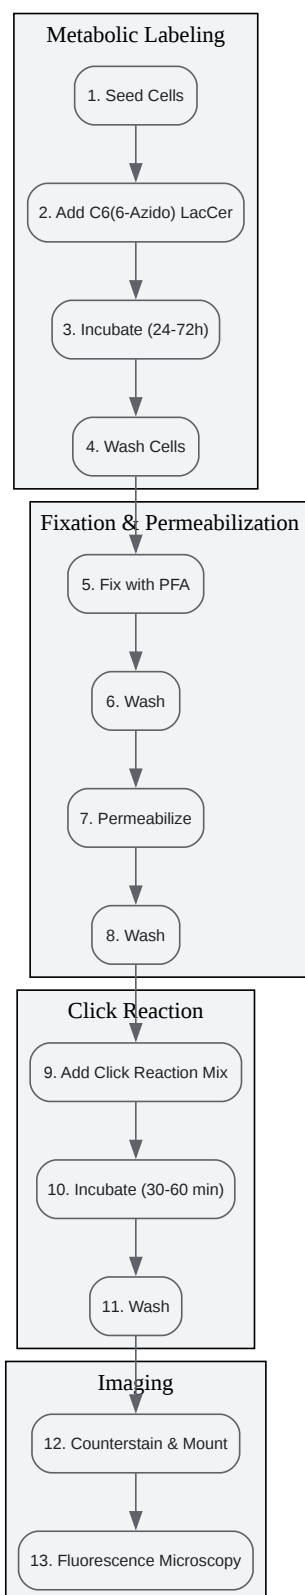 Metabolic Labeling
1. Seed Cells
2. Add C6(6-Azido) LacCer
3. Incubate (24-72h)
4. Wash Cells
Fixation & Permeabilization
5. Fix with PFA
6. Wash
7. Permeabilize
8. Wash
Click Reaction
9. Add Click Reaction Mix
10. Incubate (30-60 min)
11. Wash
Imaging
12. Counterstain & Mount
13. Fluorescence Microscopy